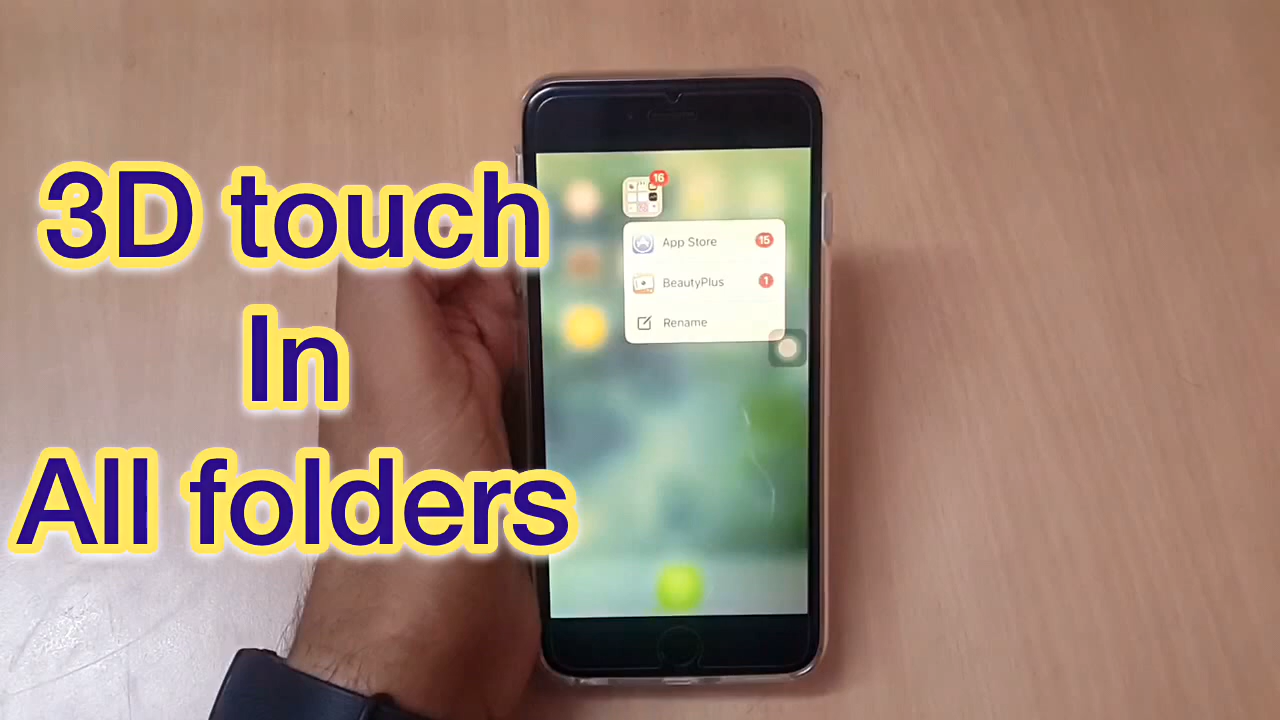 3D touch
In
All folders
16
App Store 15
BeautyPlus 1
Rename